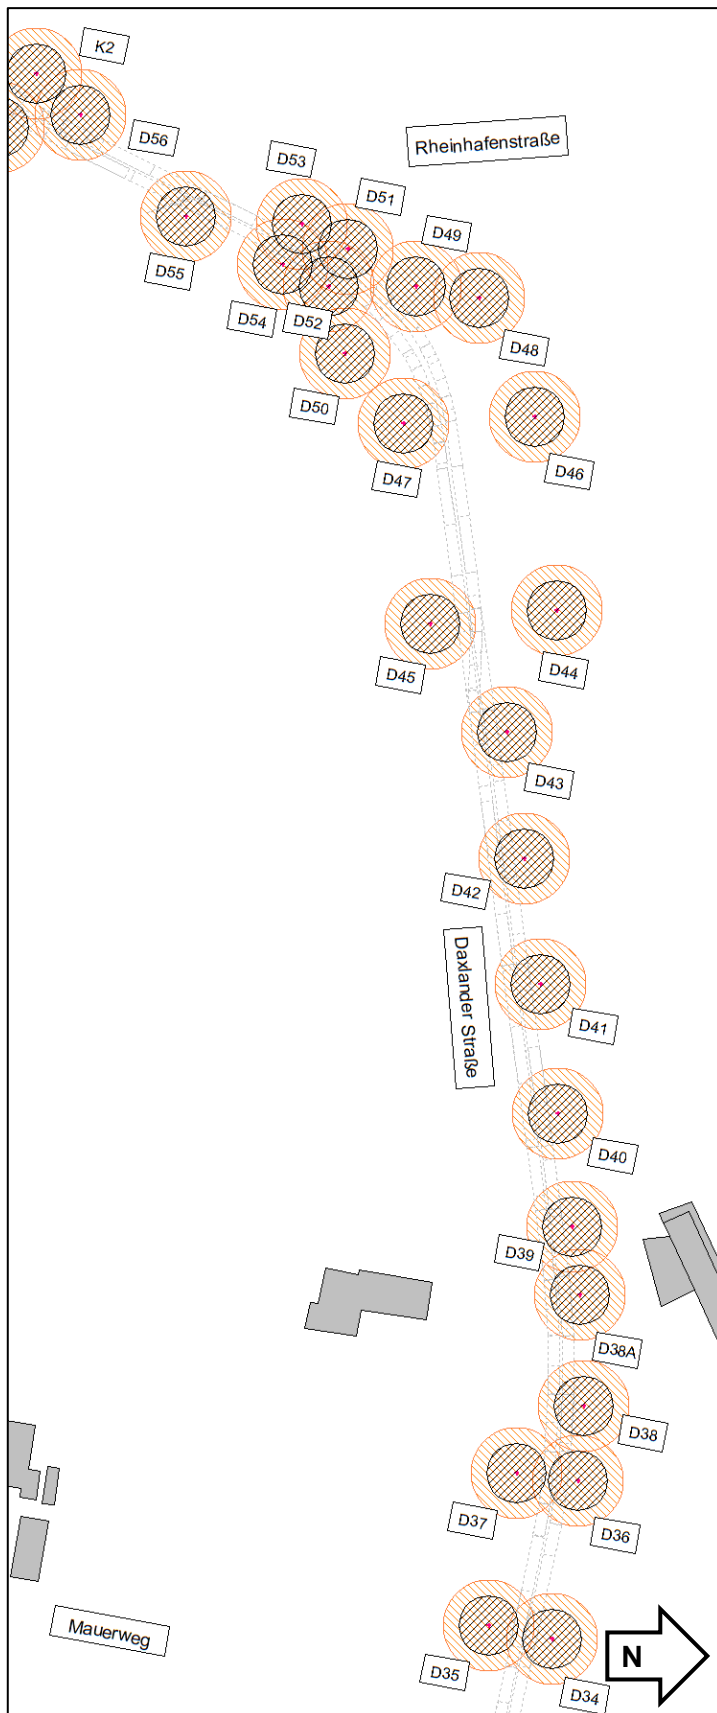 K2
D56
Rheinhafenstraße
D53
D51
D49
D55
D54
D52
D48
D50
D46
D47
D44
D45
D43
D42
Daxlander Straße
D41
D40
D39
D38A
D38
D37
D36
Mauerweg
N
D35
D34